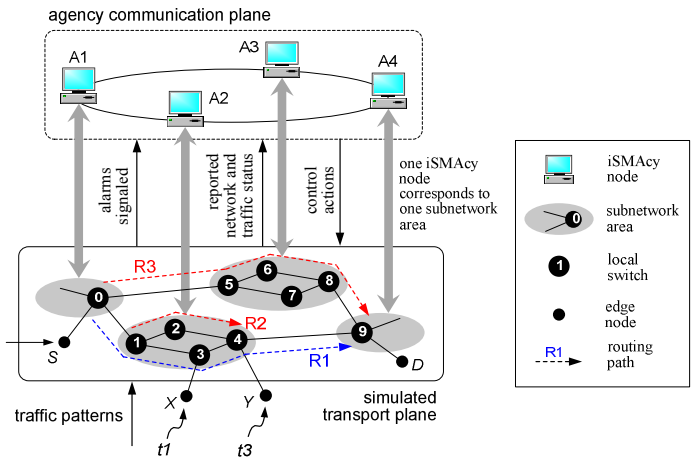 agency communication plane
A1
A2
A3
A4
alarms
signaled
reported
network and
traffic status
control
actions
one iSMAcy
node
corresponds to
one subnetwork
area
R3
R2
R1
0
1
2
3
4
5
6
7
8
9
S
D
X
Y
t1
t3
traffic patterns
simulated
transport plane
iSMAcy
node
0
subnetwork
area
1
local
switch
edge
node
R1
routing
path